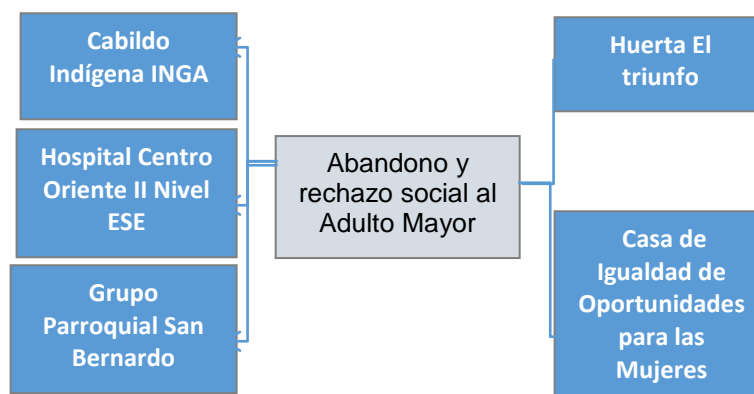 Cabildo
Indígena INGA
Hospital Centro
Oriente II Nivel
ESE
Grupo
Parroquial San
Bernardo
Abandono y
rechazo social al
Adulto Mayor
Huerta El
triunfo
Casa de
Igualdad de
Oportunidades
para las
Mujeres